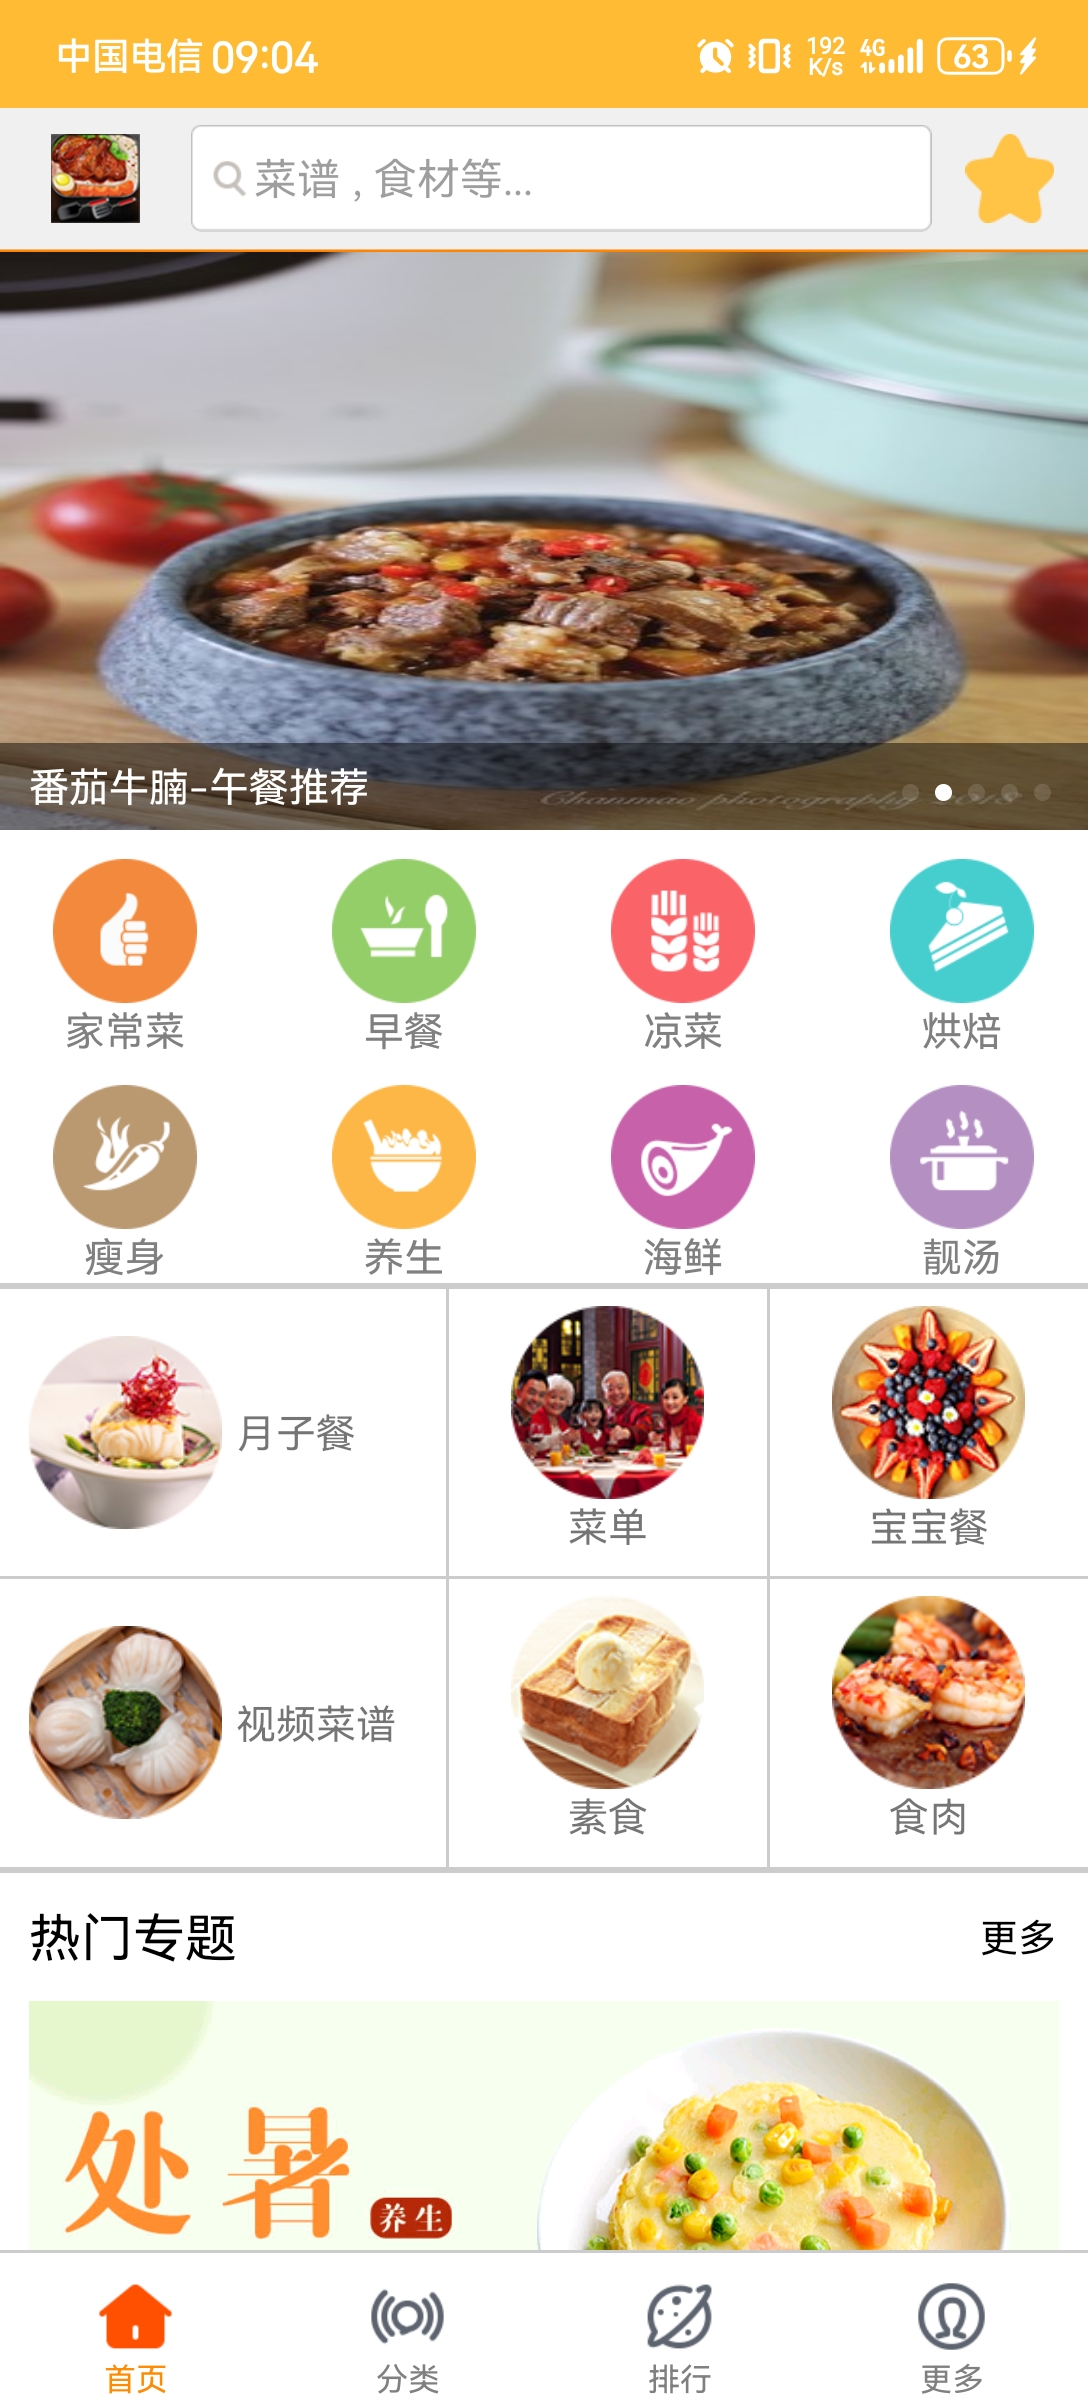 中国电信 09:04 192 K/s 4G 63
菜谱 , 食材等...
番茄牛腩-午餐推荐
Chanmao photography 2018
家常菜 早餐 凉菜 烘焙
瘦身 养生 海鲜 靓汤
月子餐 菜单 宝宝餐
视频菜谱 素食 食肉
热门专题 更多
处暑 养生
首页 分类 排行 更多